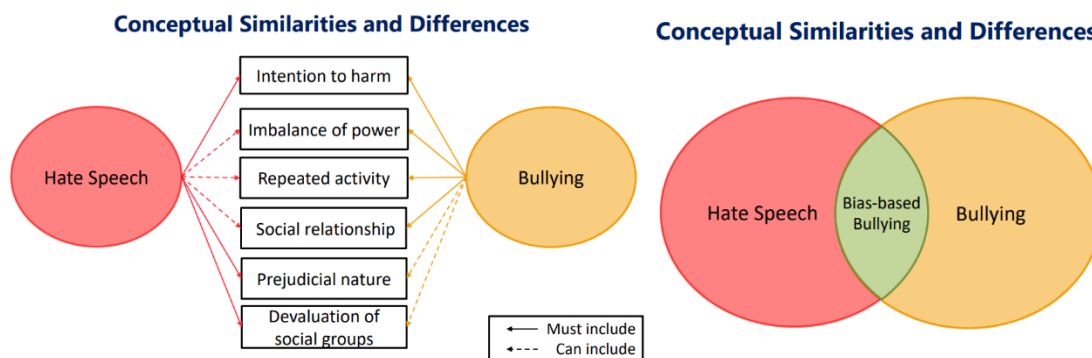 Conceptual Similarities and Differences
Intention to harm
Imbalance of power
Hate Speech
Repeated activity
Bullying
Social relationship
Prejudicial nature
Devaluation of
social groups
Must include
Can include
Conceptual Similarities and Differences
Hate Speech
Bias-based
Bullying
Bullying